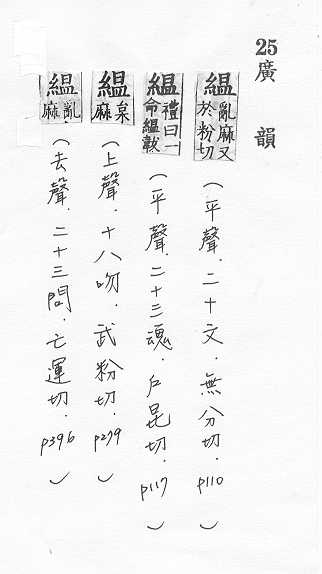 25廣韻
縕亂麻又於粉切(平聲.二十文.無分切.p110)
縕禮曰一命縕韍(平聲.二十三魂.戶昆切.p117)
縕枲麻(上聲.十八吻.武粉切.p279)
縕亂麻(去聲.二十三問.亡運切.p396)